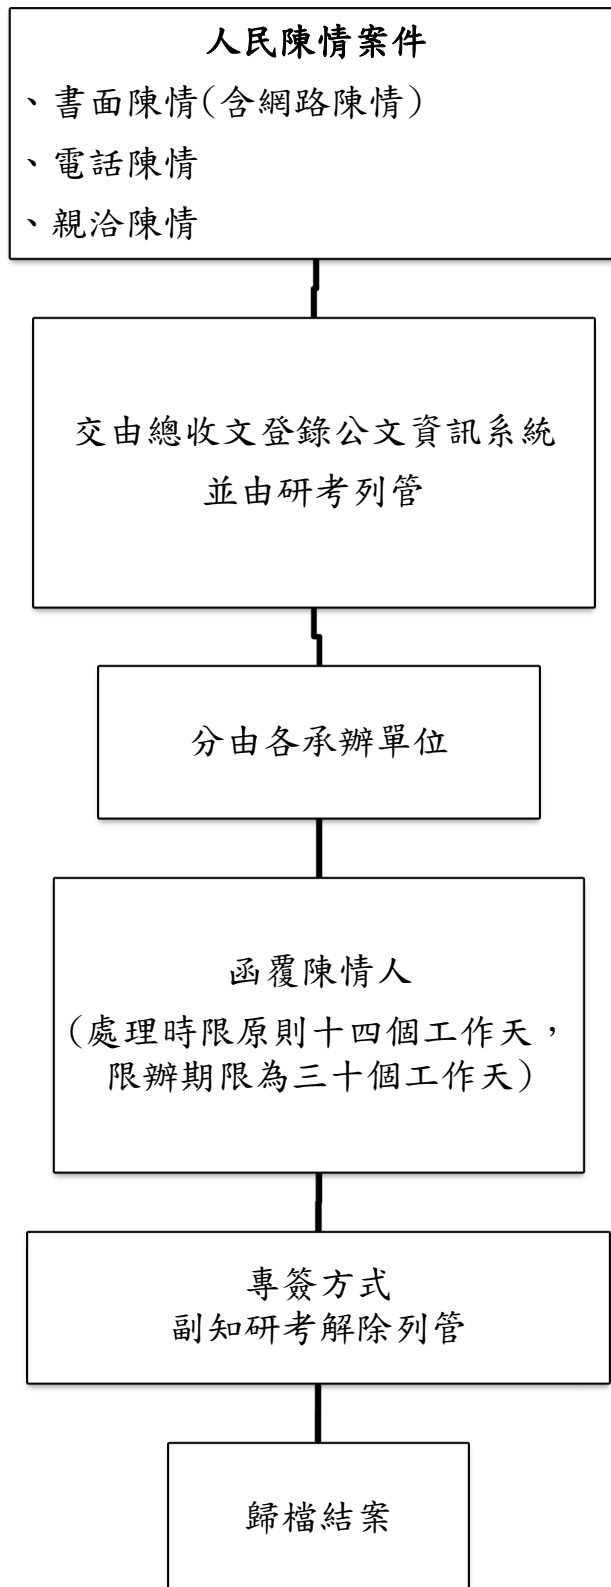 人民陳情案件
、書面陳情(含網路陳情)
、電話陳情
、親洽陳情
交由總收文登錄公文資訊系統
並由研考列管
分由各承辦單位
函覆陳情人
(處理時限原則十四個工作天，
限辦期限為三十個工作天)
專簽方式
副知研考解除列管
歸檔結案